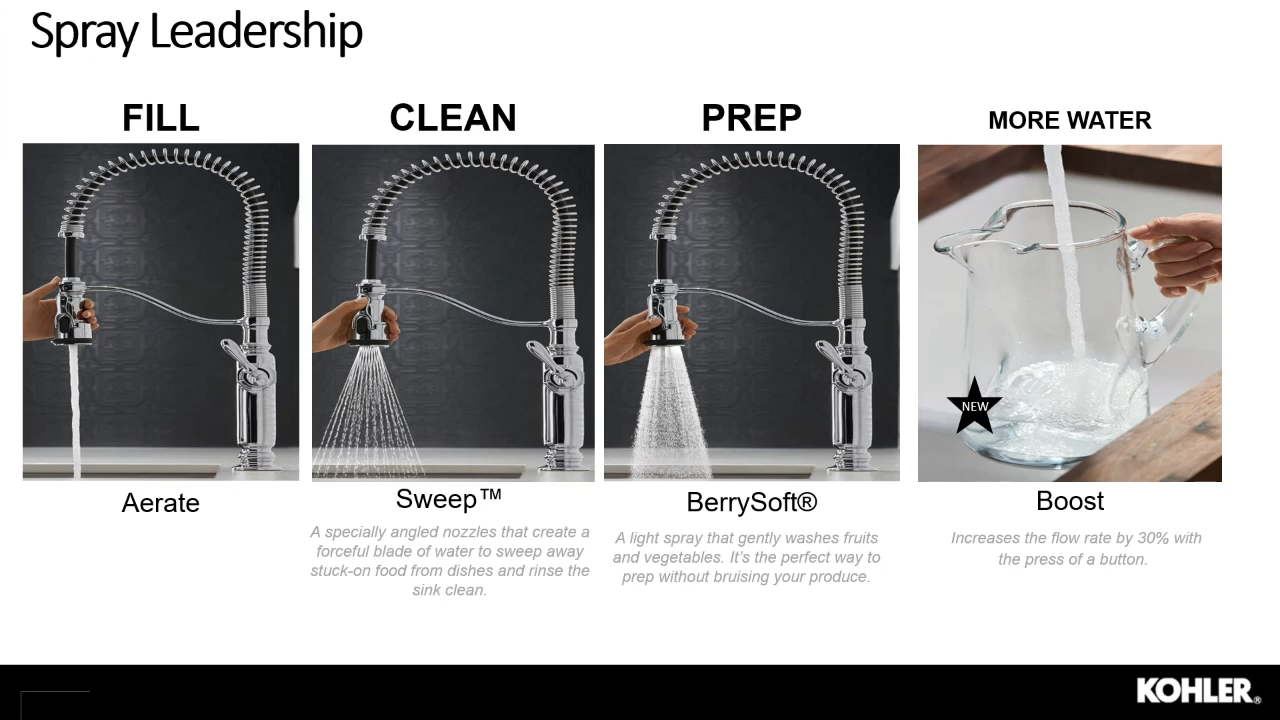 Spray Leadership
FILL
CLEAN
PREP
MORE WATER
NEW
Aerate
Sweep™
A specially angled nozzles that create a
forceful blade of water to sweep away
stuck-on food from dishes and rinse the
sink clean.
BerrySoft®
A light spray that gently washes fruits
and vegetables. It’s the perfect way to
prep without bruising your produce.
Boost
Increases the flow rate by 30% with
the press of a button.
KOHLER®